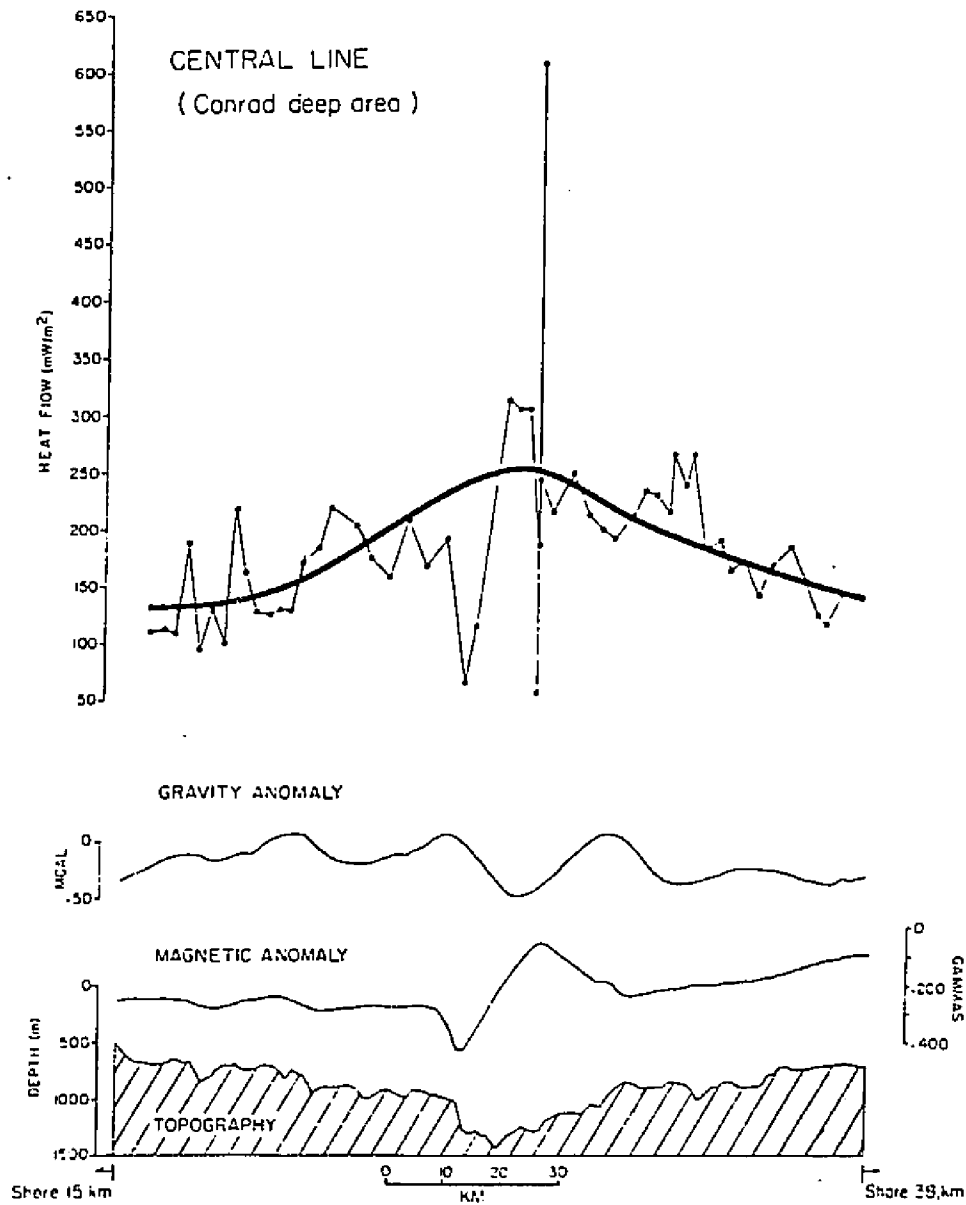 CENTRAL LINE
(Conrad deep area)
650
600
550
500
450
400
350
300
250
200
150
100
50
HEAT FLOW (mW/m²)
GRAVITY ANOMALY
0
-50
MGAL
MAGNETIC ANOMALY
0
-200
-400
GAMMAS
0
500
1000
1500
DEPTH (m)
TOPOGRAPHY
0 10 20 30
KM
Shore 15 km
Shore 39 km